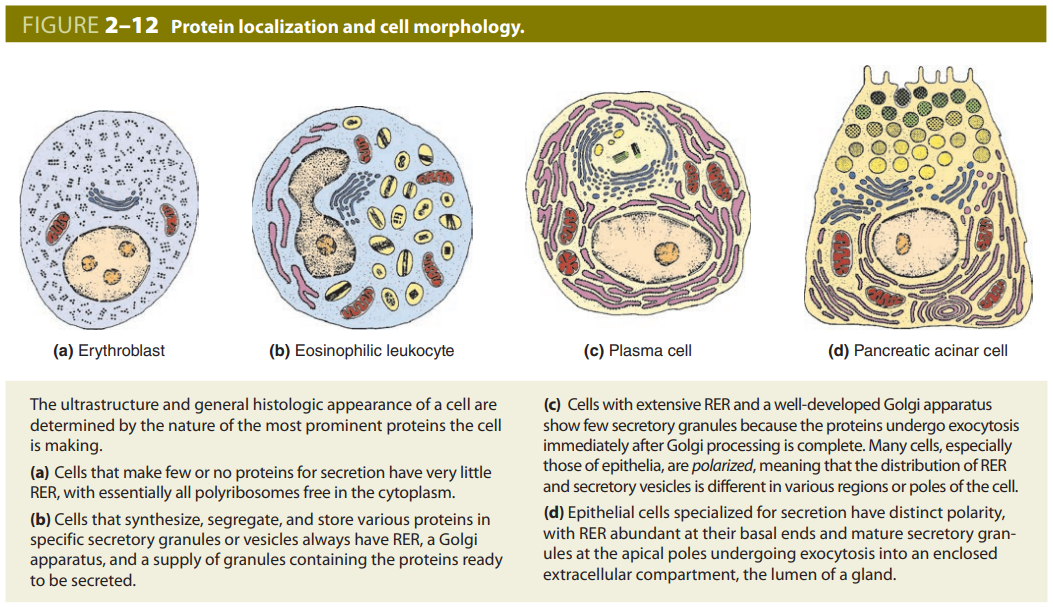 FIGURE 2–12 Protein localization and cell morphology.
(a) Erythroblast
(b) Eosinophilic leukocyte
(c) Plasma cell
(d) Pancreatic acinar cell
The ultrastructure and general histologic appearance of a cell are
determined by the nature of the most prominent proteins the cell
is making.
(a) Cells that make few or no proteins for secretion have very little
RER, with essentially all polyribosomes free in the cytoplasm.
(b) Cells that synthesize, segregate, and store various proteins in
specific secretory granules or vesicles always have RER, a Golgi
apparatus, and a supply of granules containing the proteins ready
to be secreted.
(c) Cells with extensive RER and a well-developed Golgi apparatus
show few secretory granules because the proteins undergo exocytosis
immediately after Golgi processing is complete. Many cells, especially
those of epithelia, are polarized, meaning that the distribution of RER
and secretory vesicles is different in various regions or poles of the cell.
(d) Epithelial cells specialized for secretion have distinct polarity,
with RER abundant at their basal ends and mature secretory gran-
ules at the apical poles undergoing exocytosis into an enclosed
extracellular compartment, the lumen of a gland.